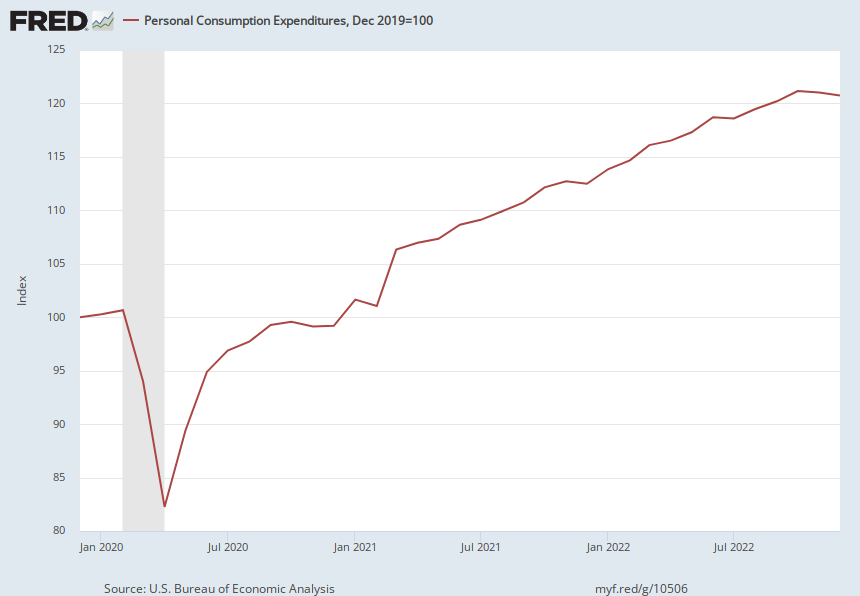 FRED
Personal Consumption Expenditures, Dec 2019=100
125
120
115
110
105
100
95
90
85
80
Index
Jan 2020 Jul 2020 Jan 2021 Jul 2021 Jan 2022 Jul 2022
Source: U.S. Bureau of Economic Analysis
myf.red/g/10506